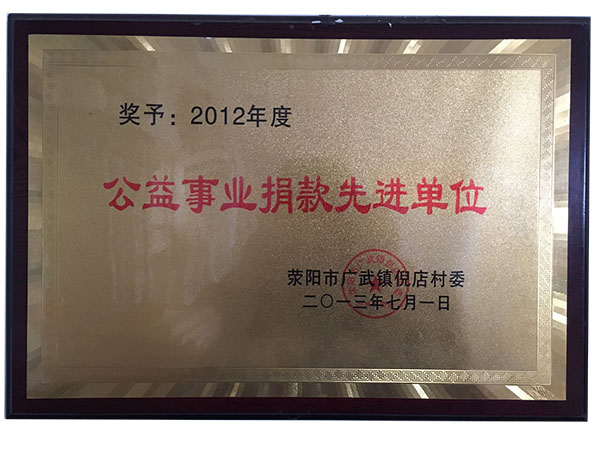 奖予：2012年度
公益事业捐款先进单位
荥阳市广武镇倪店村委
二〇一三年七月一日